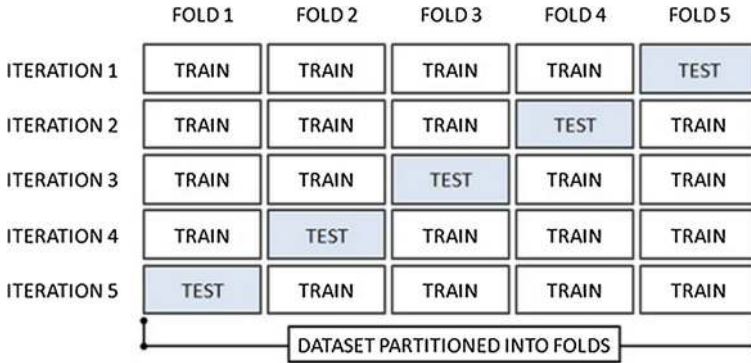 FOLD 1 FOLD 2 FOLD 3 FOLD 4 FOLD 5
ITERATION 1 TRAIN TRAIN TRAIN TRAIN TEST
ITERATION 2 TRAIN TRAIN TRAIN TEST TRAIN
ITERATION 3 TRAIN TRAIN TEST TRAIN TRAIN
ITERATION 4 TRAIN TEST TRAIN TRAIN TRAIN
ITERATION 5 TEST TRAIN TRAIN TRAIN TRAIN
DATASET PARTITIONED INTO FOLDS